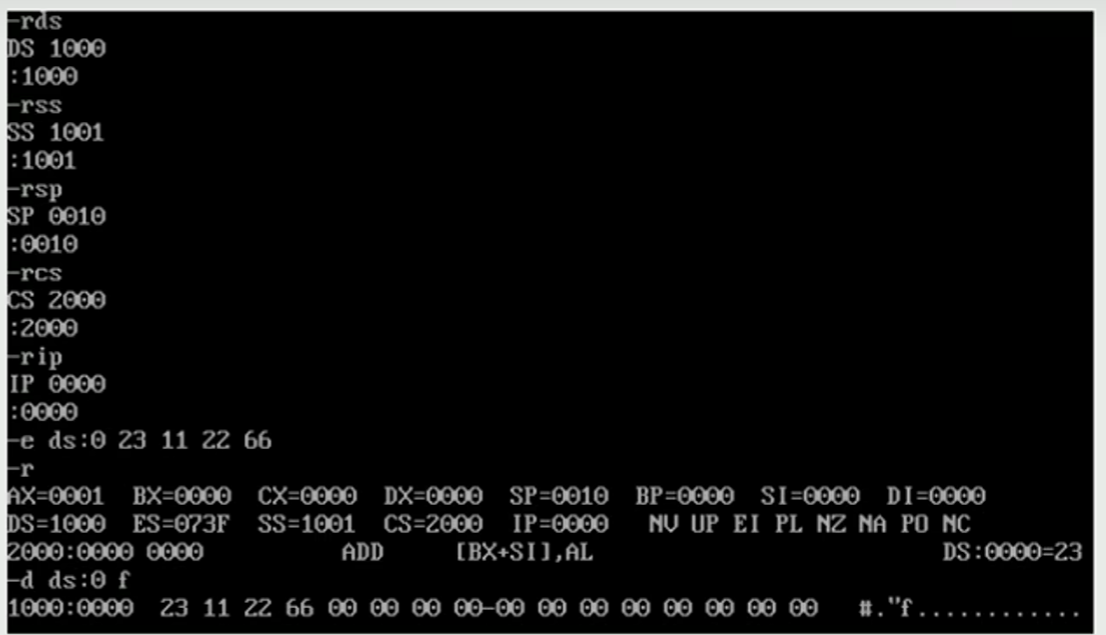 -rds
DS 1000
:1000
-rss
SS 1001
:1001
-rsp
SP 0010
:0010
-rcs
CS 2000
:2000
-rip
IP 0000
:0000
-e ds:0 23 11 22 66
-r
AX=0001  BX=0000  CX=0000  DX=0000  SP=0010  BP=0000  SI=0000  DI=0000
DS=1000  ES=073F  SS=1001  CS=2000  IP=0000   NV UP EI PL NZ NA PO NC
2000:0000 0000          ADD     [BX+SI],AL                         DS:0000=23
-d ds:0 f
1000:0000  23 11 22 66 00 00 00 00-00 00 00 00 00 00 00 00   #."f............